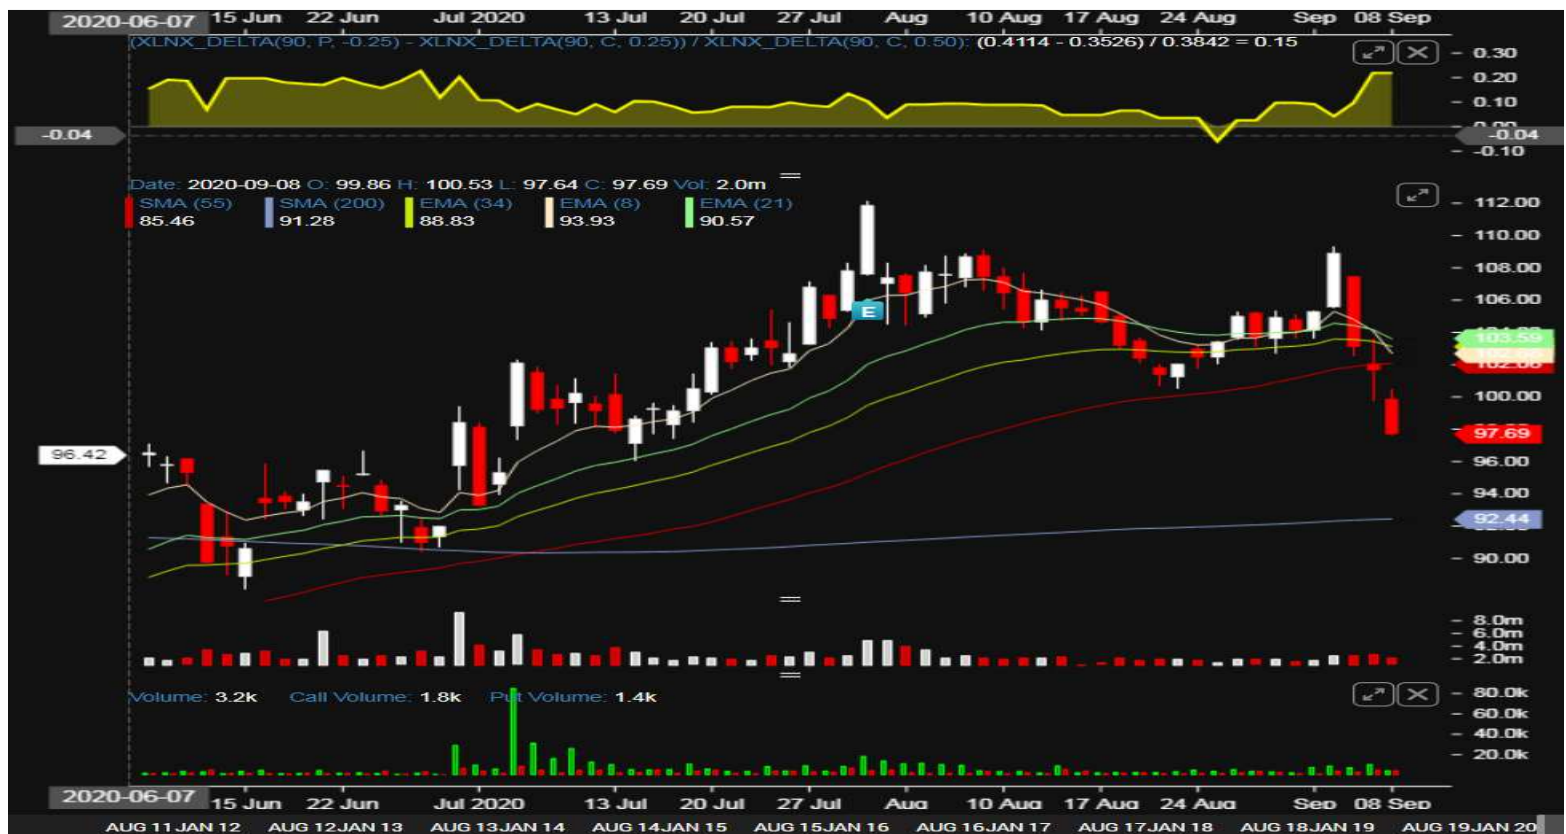 2020-06-07 15 Jun 22 Jun Jul 2020 13 Jul 20 Jul 27 Jul Aug 10 Aug 17 Aug 24 Aug Sep 08 Sep
(XLNX_DELTA(90, P, -0.25) - XLNX_DELTA(90, C, 0.25)) / XLNX_DELTA(90, C, 0.50): (0.4114 - 0.3526) / 0.3842 = 0.15
0.30
0.20
0.10
0.00
-0.04 -0.04
-0.10
Date: 2020-09-08 O: 99.86 H: 100.53 L: 97.64 C: 97.69 Vol: 2.0m
SMA (55) SMA (200) EMA (34) EMA (8) EMA (21)
85.46 91.28 88.83 93.93 90.57
112.00
110.00
108.00
106.00
E
103.59
102.06
100.00
97.69
96.42
96.00
94.00
92.44
90.00
8.0m
6.0m
4.0m
2.0m
Volume: 3.2k Call Volume: 1.8k Put Volume: 1.4k
80.0k
60.0k
40.0k
20.0k
2020-06-07 15 Jun 22 Jun Jul 2020 13 Jul 20 Jul 27 Jul Aug 10 Aug 17 Aug 24 Aug Sep 08 Sep
AUG 11 JAN 12 AUG 12 JAN 13 AUG 13 JAN 14 AUG 14 JAN 15 AUG 15 JAN 16 AUG 16 JAN 17 AUG 17 JAN 18 AUG 18 JAN 19 AUG 19 JAN 20